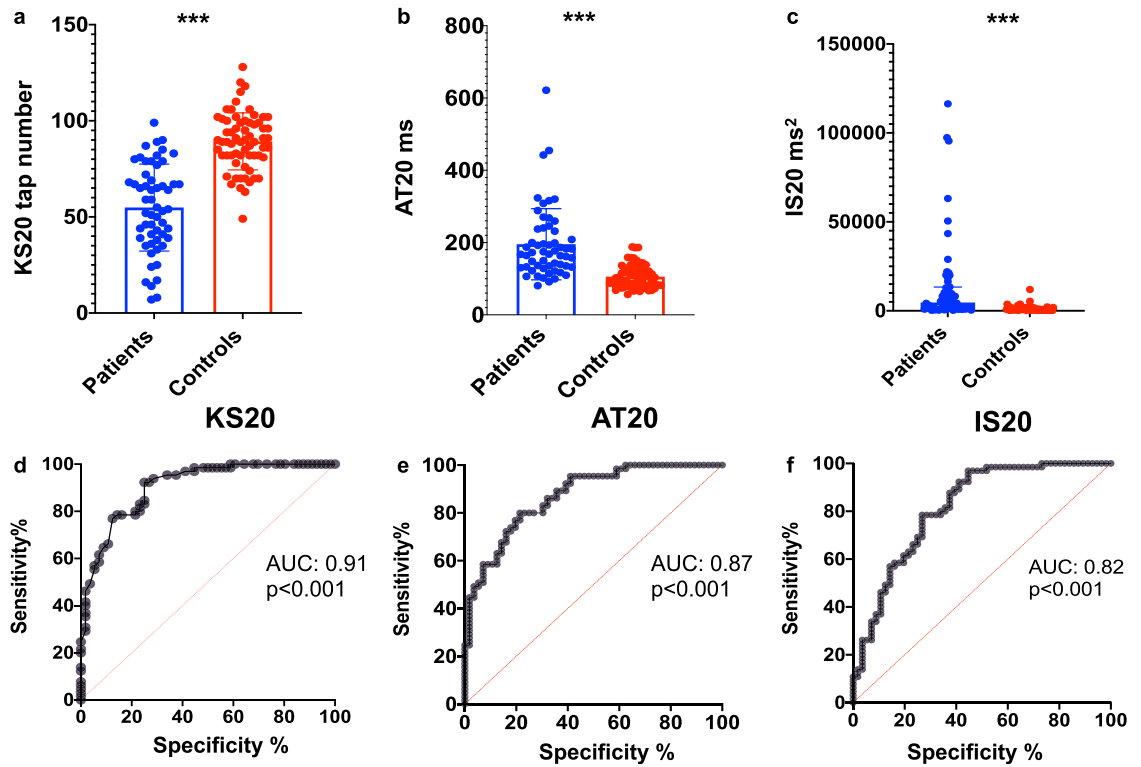 a
***
150
100
50
0
KS20 tap number
Patients
Controls
b
***
800
600
400
200
0
AT20 ms
Patients
Controls
c
***
150000
100000
50000
0
IS20 ms²
Patients
Controls
KS20
d
100
80
60
40
20
0
Sensitivity%
AUC: 0.91
p<0.001
0 20 40 60 80 100
Specificity %
AT20
e
100
80
60
40
20
0
Sensitivity%
AUC: 0.87
p<0.001
0 20 40 60 80 100
Specificity %
IS20
f
100
80
60
40
20
0
Sensitivity%
AUC: 0.82
p<0.001
0 20 40 60 80 100
Specificity %